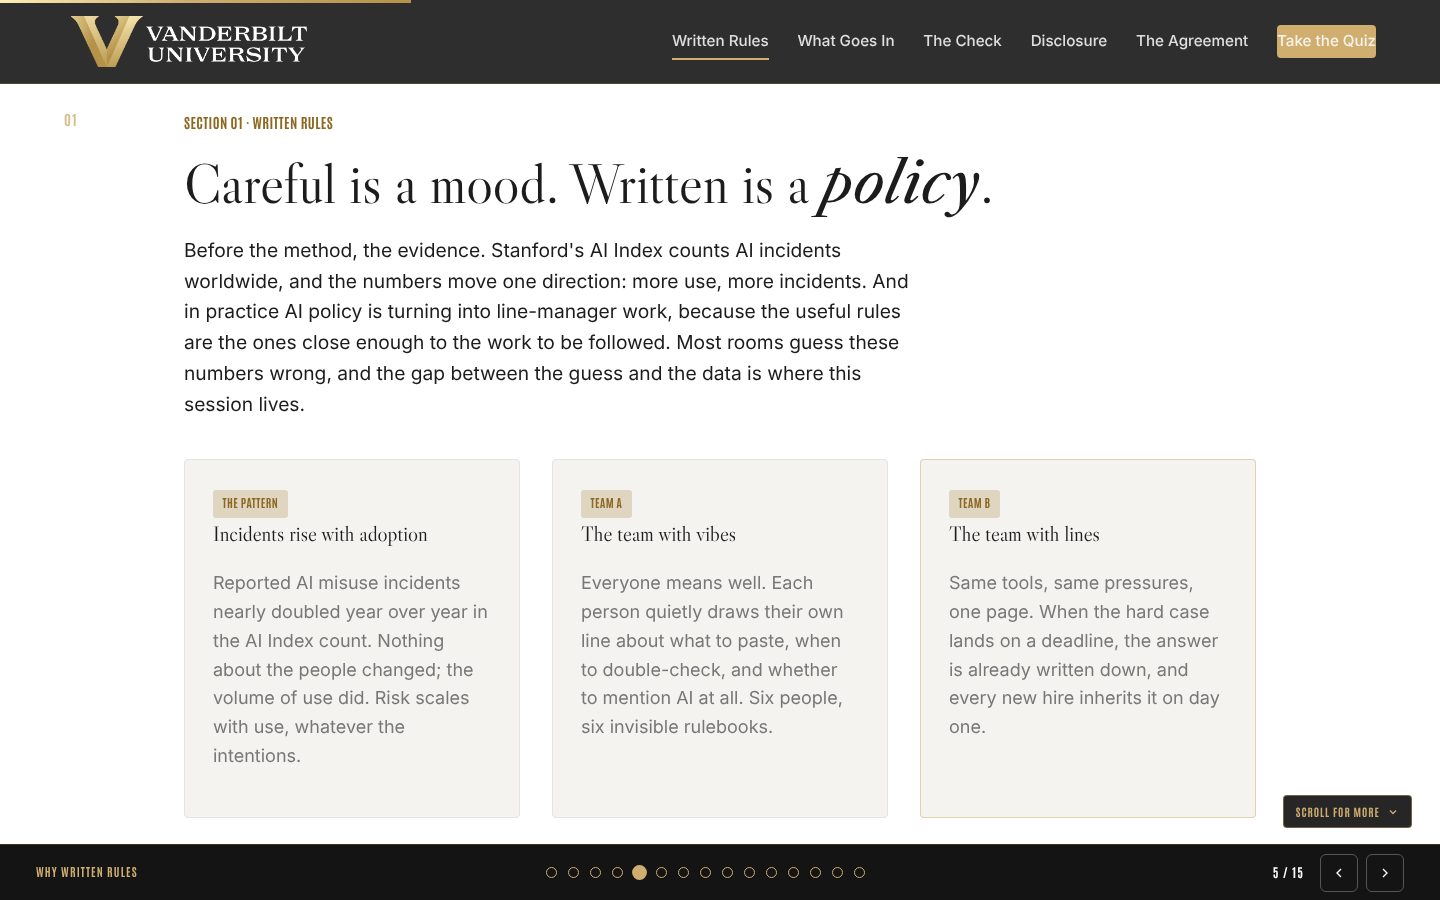 VANDERBILT
UNIVERSITY
Written Rules
What Goes In
The Check
Disclosure
The Agreement
Take the Quiz
01
SECTION 01 · WRITTEN RULES
Careful is a mood. Written is a policy.
Before the method, the evidence. Stanford's AI Index counts AI incidents
worldwide, and the numbers move one direction: more use, more incidents. And
in practice AI policy is turning into line-manager work, because the useful rules
are the ones close enough to the work to be followed. Most rooms guess these
numbers wrong, and the gap between the guess and the data is where this
session lives.
THE PATTERN
Incidents rise with adoption
Reported AI misuse incidents
nearly doubled year over year in
the AI Index count. Nothing
about the people changed; the
volume of use did. Risk scales
with use, whatever the
intentions.
TEAM A
The team with vibes
Everyone means well. Each
person quietly draws their own
line about what to paste, when
to double-check, and whether
to mention AI at all. Six people,
six invisible rulebooks.
TEAM B
The team with lines
Same tools, same pressures,
one page. When the hard case
lands on a deadline, the answer
is already written down, and
every new hire inherits it on day
one.
SCROLL FOR MORE
WHY WRITTEN RULES
5 / 15